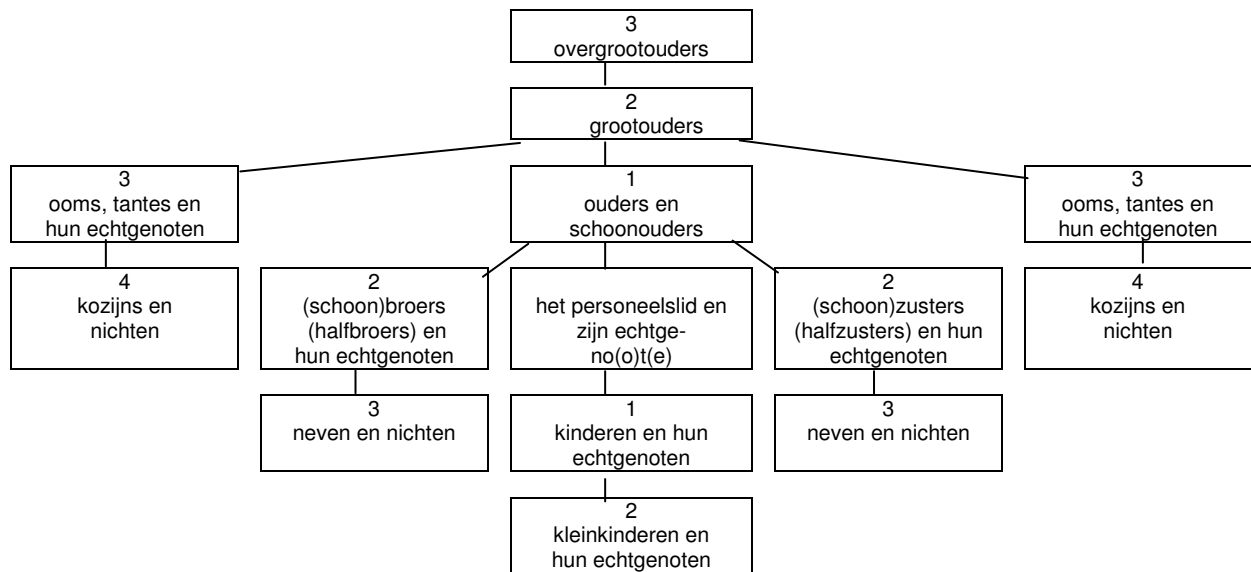 3
overgrootouders
2
grootouders
3
ooms, tantes en
hun echtgenoten
1
ouders en
schoonouders
3
ooms, tantes en
hun echtgenoten
4
kozijns en
nichten
2
(schoon)broers
(halfbroers) en
hun echtgenoten
het personeelslid en
zijn echtge-
no(o)t(e)
2
(schoon)zusters
(halfzusters) en hun
echtgenoten
4
kozijns en
nichten
3
neven en nichten
1
kinderen en hun
echtgenoten
3
neven en nichten
2
kleinkinderen en
hun echtgenoten